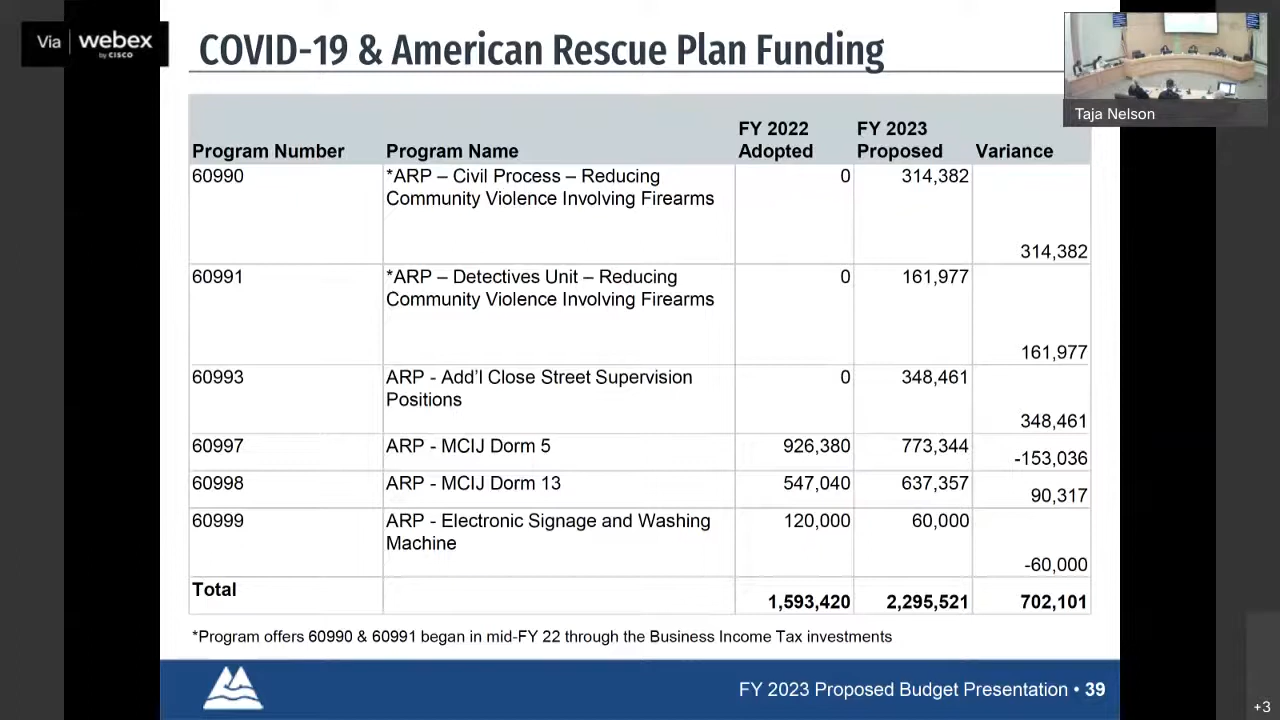 Via webex
by CISCO
COVID-19 & American Rescue Plan Funding
Taja Nelson
Program Number Program Name FY 2022 Adopted FY 2023 Proposed Variance
60990 *ARP – Civil Process – Reducing 0 314,382
Community Violence Involving Firearms
314,382
60991 *ARP – Detectives Unit – Reducing 0 161,977
Community Violence Involving Firearms
161,977
60993 ARP - Add'l Close Street Supervision 0 348,461
Positions
348,461
60997 ARP - MCIJ Dorm 5 926,380 773,344 -153,036
60998 ARP - MCIJ Dorm 13 547,040 637,357 90,317
60999 ARP - Electronic Signage and Washing 120,000 60,000
Machine
-60,000
Total 1,593,420 2,295,521 702,101
*Program offers 60990 & 60991 began in mid-FY 22 through the Business Income Tax investments
FY 2023 Proposed Budget Presentation • 39
+3